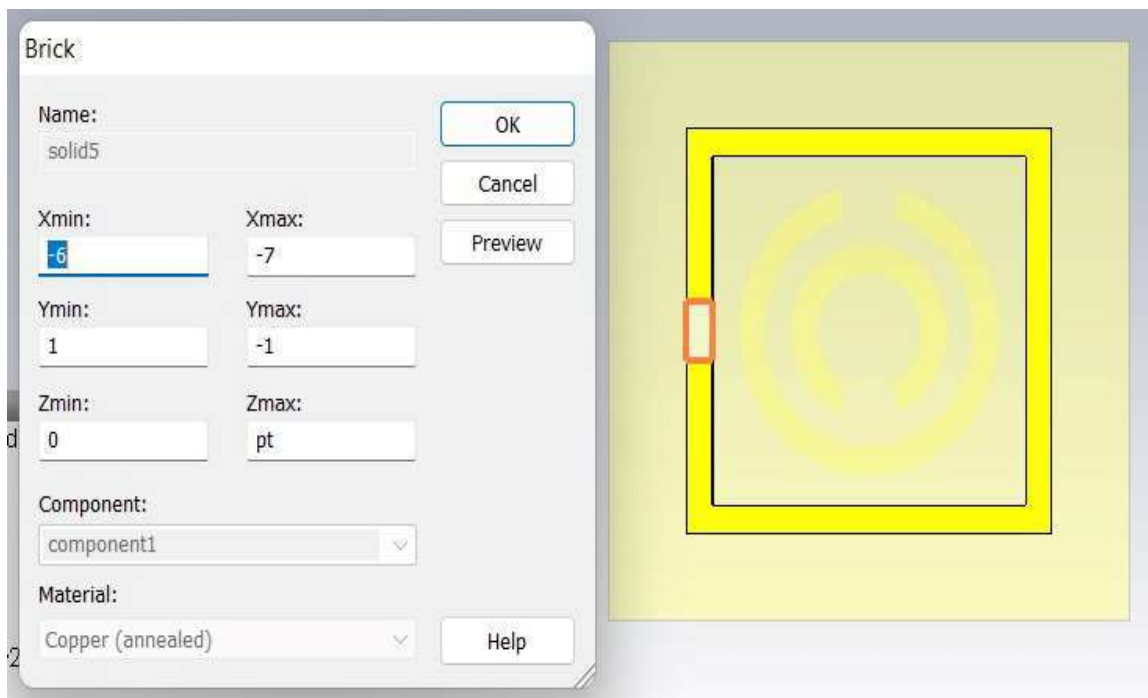 Brick
Name:
solid5
OK
Cancel
Preview
Xmin:
Xmax:
-6
-7
Ymin:
Ymax:
1
-1
Zmin:
Zmax:
0
pt
Component:
component1
Material:
Copper (annealed)
Help
d
2